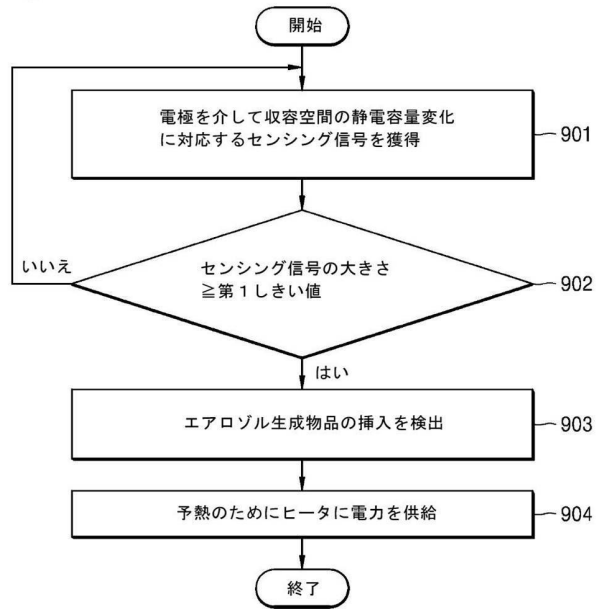 開始
電極を介して収容空間の静電容量変化
に対応するセンシング信号を獲得
901
いいえ
センシング信号の大きさ
≧第１しきい値
902
はい
エアロゾル生成物品の挿入を検出
903
予熱のためにヒータに電力を供給
904
終了